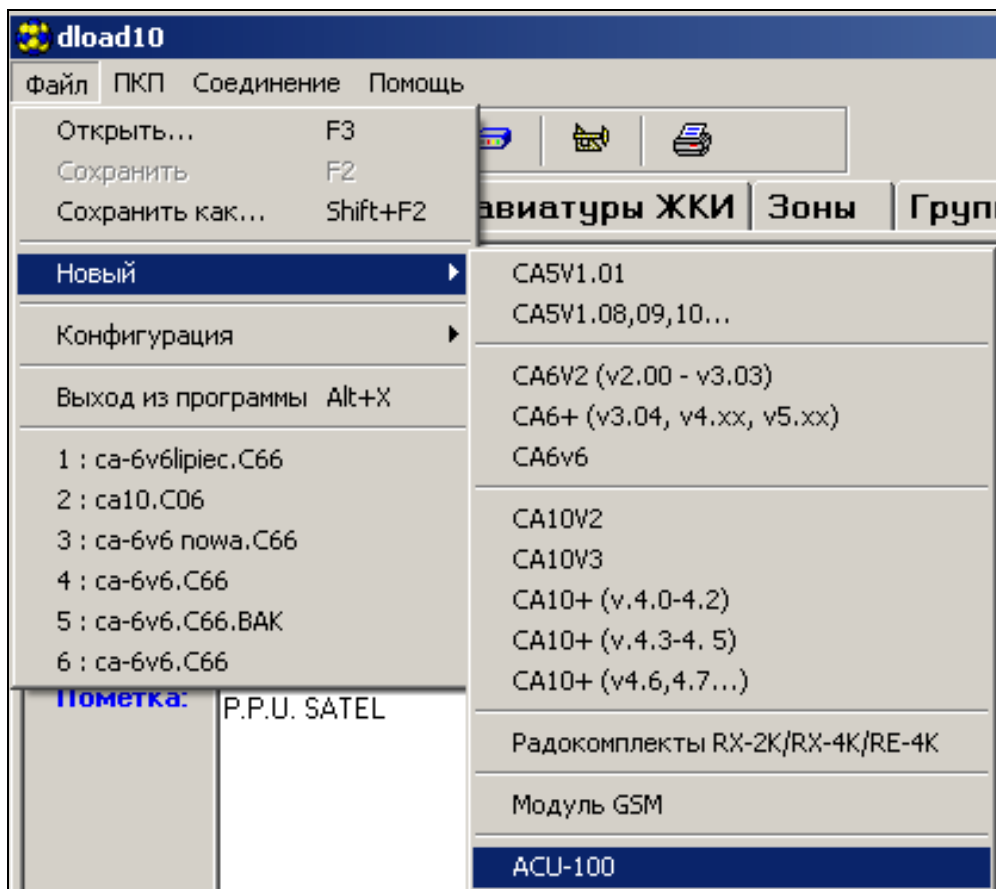 dload10
Файл ПКП Соединение Помощь
Открыть... F3
Сохранить F2
Сохранить как... Shift+F2
Новый
Конфигурация
Выход из программы Alt+X
1 : ca-6v6lipiec.C66
2 : ca10.C06
3 : ca-6v6 nowa.C66
4 : ca-6v6.C66
5 : ca-6v6.C66.BAK
6 : ca-6v6.C66
авиатуры ЖКИ Зоны Груп
CA5V1.01
CA5V1.08,09,10...
CA6V2 (v2.00 - v3.03)
CA6+ (v3.04, v4.xx, v5.xx)
CA6v6
CA10V2
CA10V3
CA10+ (v.4.0-4.2)
CA10+ (v.4.3-4. 5)
CA10+ (v4.6,4.7...)
Радокомплекты RX-2K/RX-4K/RE-4K
Модуль GSM
ACU-100
Пометка:
P.P.U. SATEL